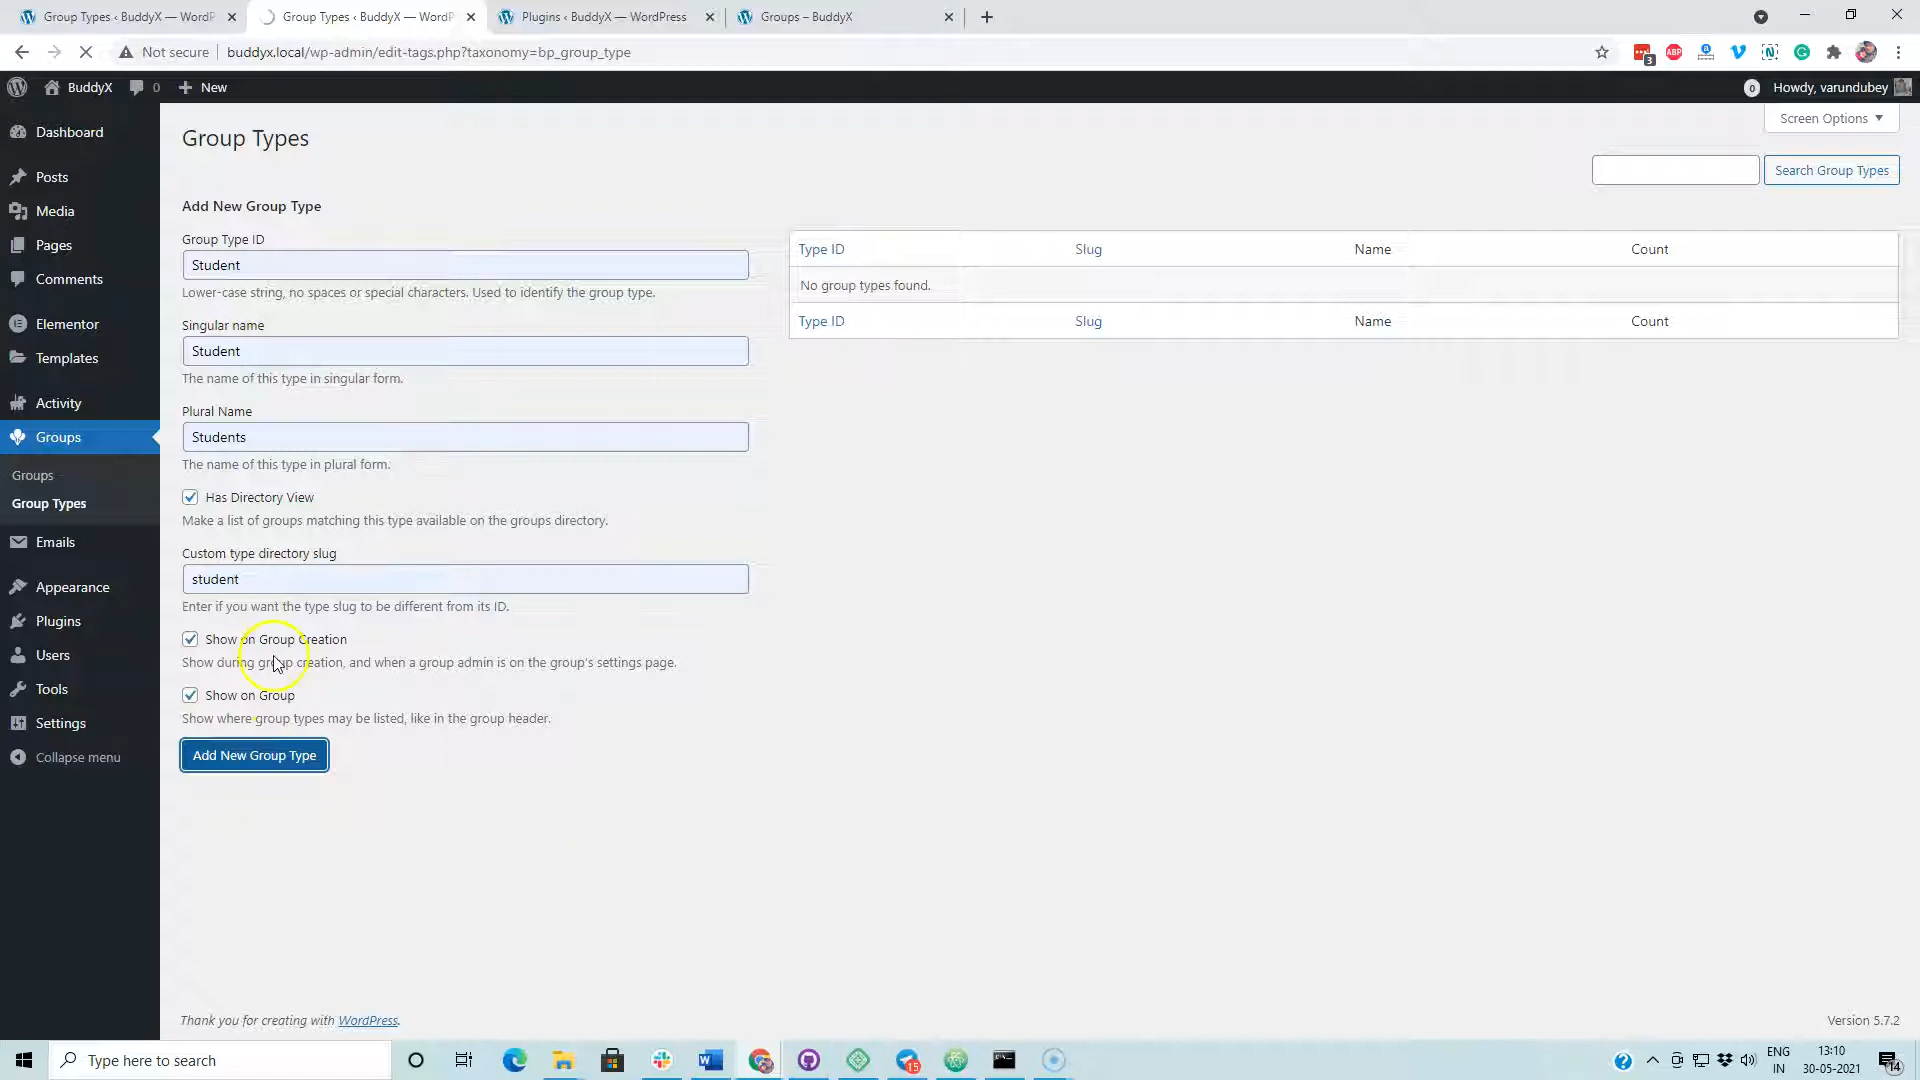 Group Types ‹ BuddyX — WordP
Group Types ‹ BuddyX — WordP
Plugins ‹ BuddyX — WordPress
Groups – BuddyX
Not secure
buddyx.local/wp-admin/edit-tags.php?taxonomy=bp_group_type
3
ABP
BuddyX
0
New
0
Howdy, varundubey
Dashboard
Posts
Media
Pages
Comments
Elementor
Templates
Activity
Groups
Groups
Group Types
Emails
Appearance
Plugins
Users
Tools
Settings
Collapse menu
Screen Options
Group Types
Search Group Types
Add New Group Type
Group Type ID
Student
Lower-case string, no spaces or special characters. Used to identify the group type.
Singular name
Student
The name of this type in singular form.
Plural Name
Students
The name of this type in plural form.
Has Directory View
Make a list of groups matching this type available on the groups directory.
Custom type directory slug
student
Enter if you want the type slug to be different from its ID.
Show on Group Creation
Show during group creation, and when a group admin is on the group's settings page.
Show on Group
Show where group types may be listed, like in the group header.
Add New Group Type
Type ID Slug Name Count
No group types found.
Type ID Slug Name Count
Thank you for creating with WordPress.
Version 5.7.2
Type here to search
15
ENG
IN
13:10
30-05-2021
14